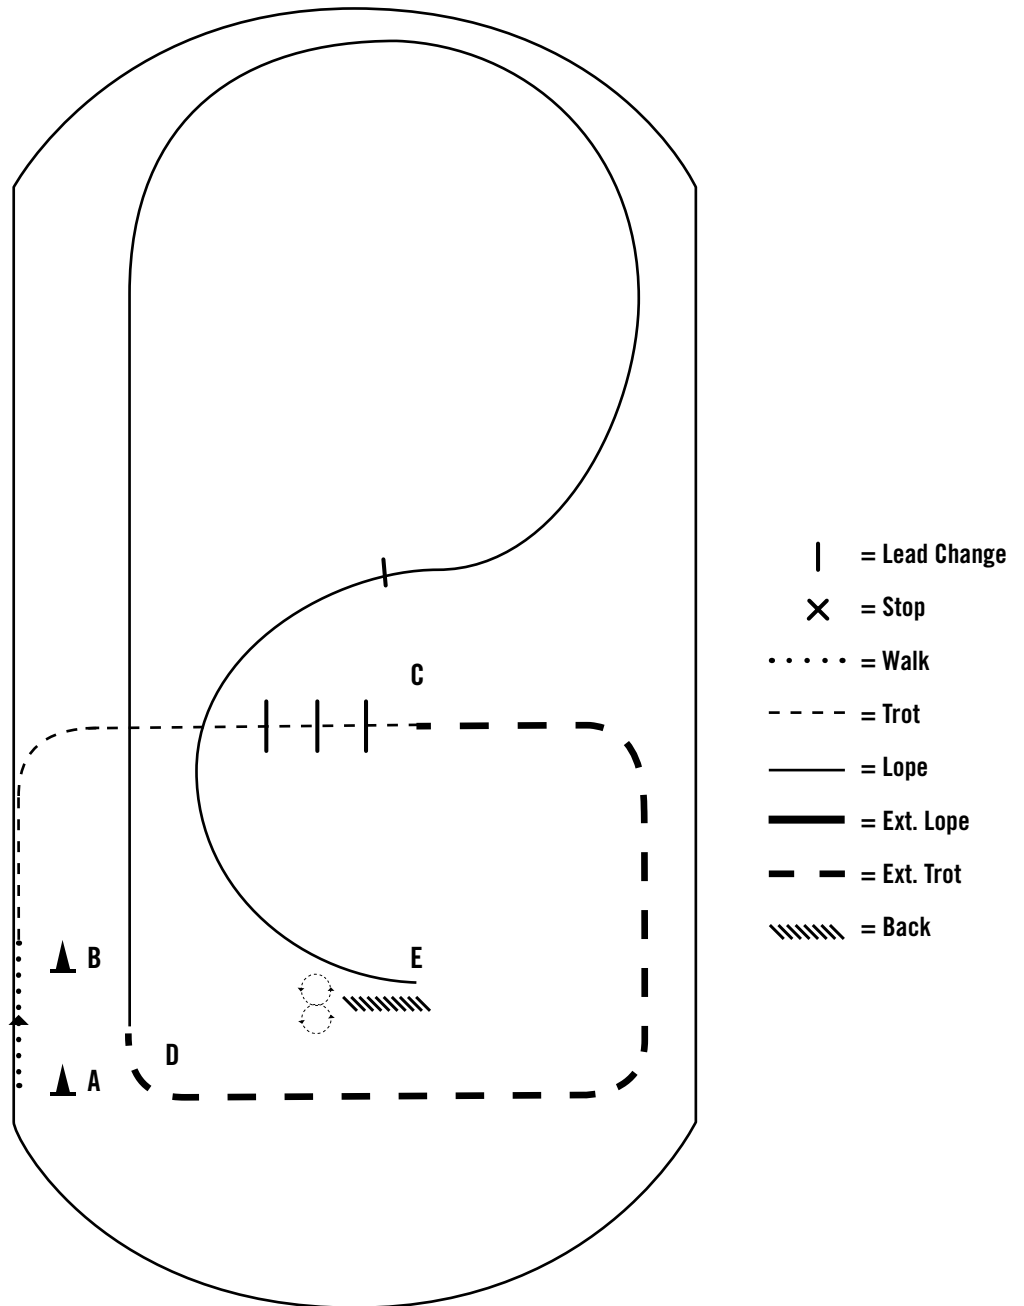 C
B
E
D
A
= Lead Change
= Stop
= Walk
= Trot
= Lope
= Ext. Lope
= Ext. Trot
= Back